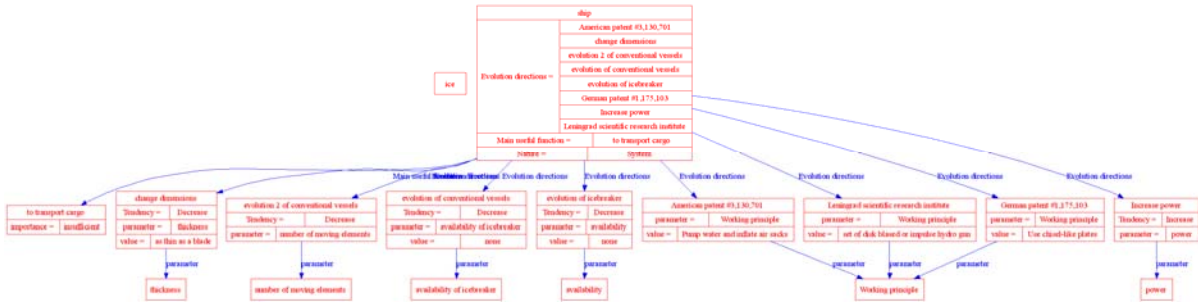 ship
American patent #3,130,701
change dimensions
evolution 2 of conventional vessels
evolution of conventional vessels
Evolution directions =
evolution of icebreaker
German patent #1,175,103
Increase power
Leningrad scientific research institute
Main useful function = to transport cargo
Nature = System
ice
Main useful Evolution directions Evolution directions Evolution directions Evolution directions Evolution directions Evolution directions
to transport cargo
importance = insufficient
change dimensions
Tendency = Decrease
parameter = thickness
value = as thin as a blade
evolution 2 of conventional vessels
Tendency = Decrease
parameter = number of moving elements
evolution of conventional vessels
Tendency = Decrease
parameter = availability of icebreaker
value = none
evolution of icebreaker
Tendency = Decrease
parameter = availability
value = none
American patent #3,130,701
parameter = Working principle
value = Pump water and inflate air sacks
Leningrad scientific research institute
parameter = Working principle
value = set of disk blased or impulse hydro gun
German patent #1,175,103
parameter = Working principle
value = Use chisel-like plates
Increase power
Tendency = Increase
parameter = power
parameter parameter parameter parameter parameter parameter parameter parameter
thickness
number of moving elements
availability of icebreaker
availability
Working principle
power